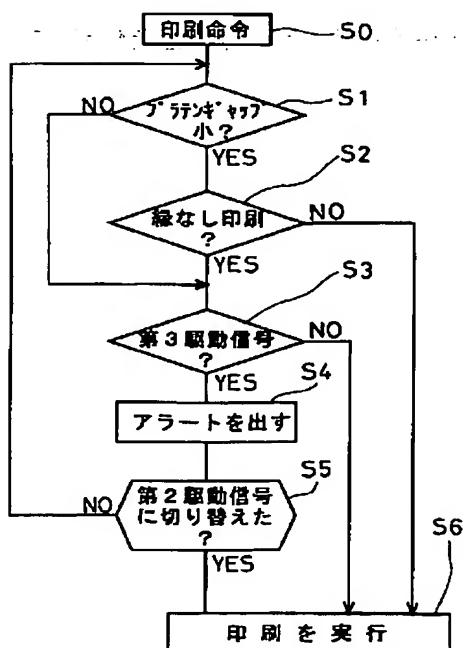 印刷命令
S0
プラテンギャップ
小?
S1
NO
YES
縁なし印刷
?
S2
NO
YES
第3駆動信号
?
S3
NO
YES
アラートを出す
S4
第2駆動信号
に切り替えた
?
S5
NO
YES
印刷を実行
S6